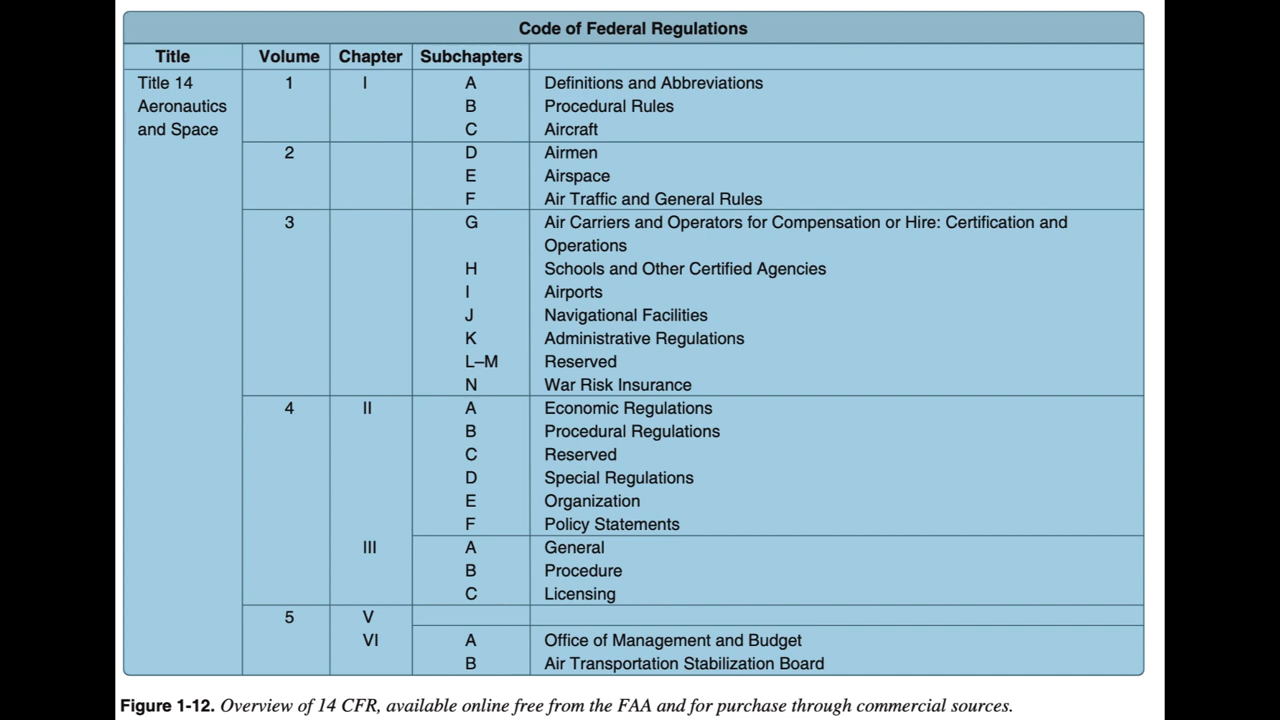 Code of Federal Regulations
Title Volume Chapter Subchapters
Title 14 1 I A Definitions and Abbreviations
Aeronautics B Procedural Rules
and Space C Aircraft
2 D Airmen
E Airspace
F Air Traffic and General Rules
3 G Air Carriers and Operators for Compensation or Hire: Certification and
Operations
H Schools and Other Certified Agencies
I Airports
J Navigational Facilities
K Administrative Regulations
L–M Reserved
N War Risk Insurance
4 II A Economic Regulations
B Procedural Regulations
C Reserved
D Special Regulations
E Organization
F Policy Statements
III A General
B Procedure
C Licensing
5 V
VI A Office of Management and Budget
B Air Transportation Stabilization Board
Figure 1-12. Overview of 14 CFR, available online free from the FAA and for purchase through commercial sources.